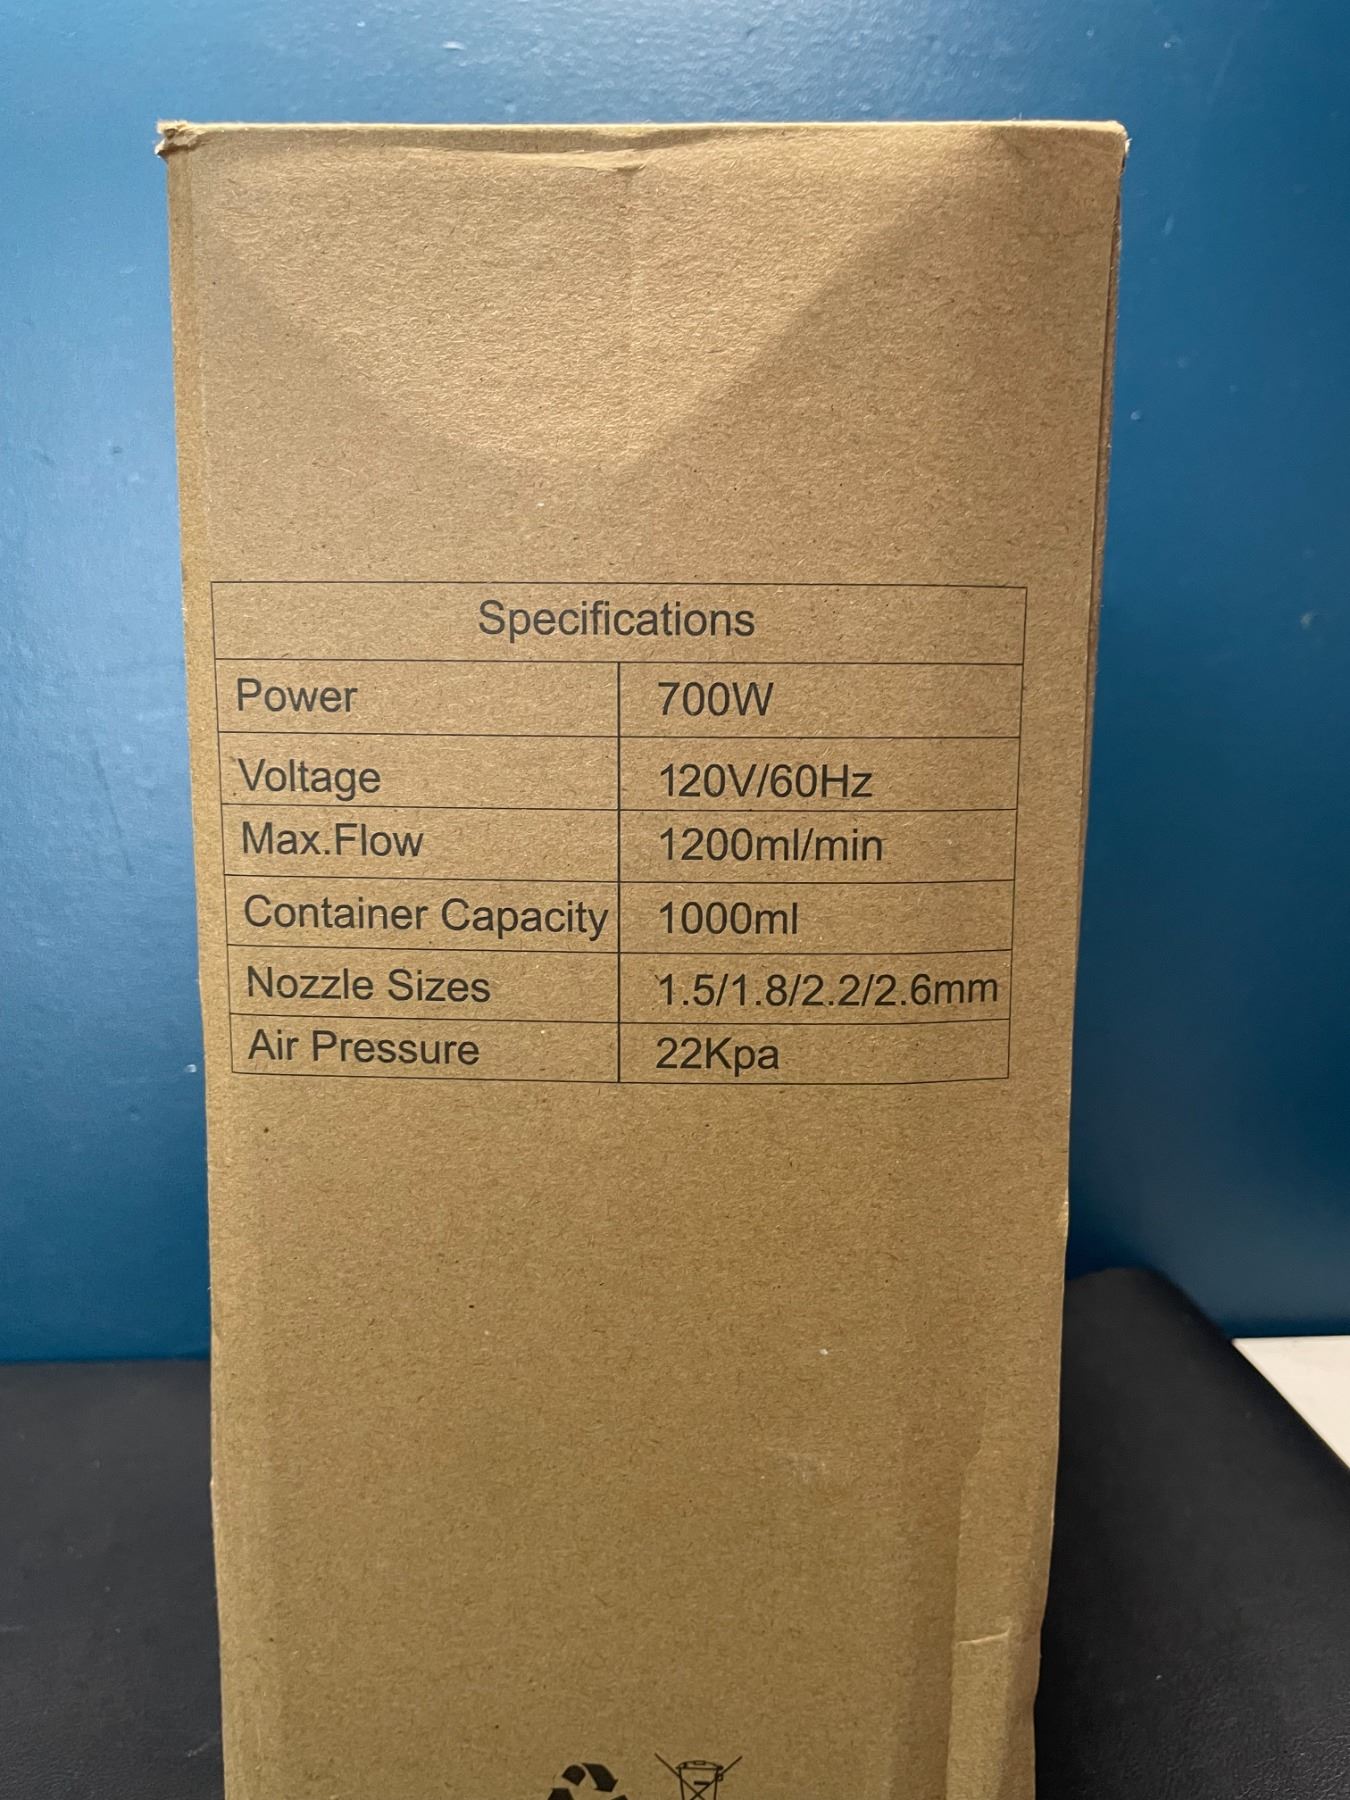 Specifications
Power 700W
Voltage 120V/60Hz
Max.Flow 1200ml/min
Container Capacity 1000ml
Nozzle Sizes 1.5/1.8/2.2/2.6mm
Air Pressure 22Kpa